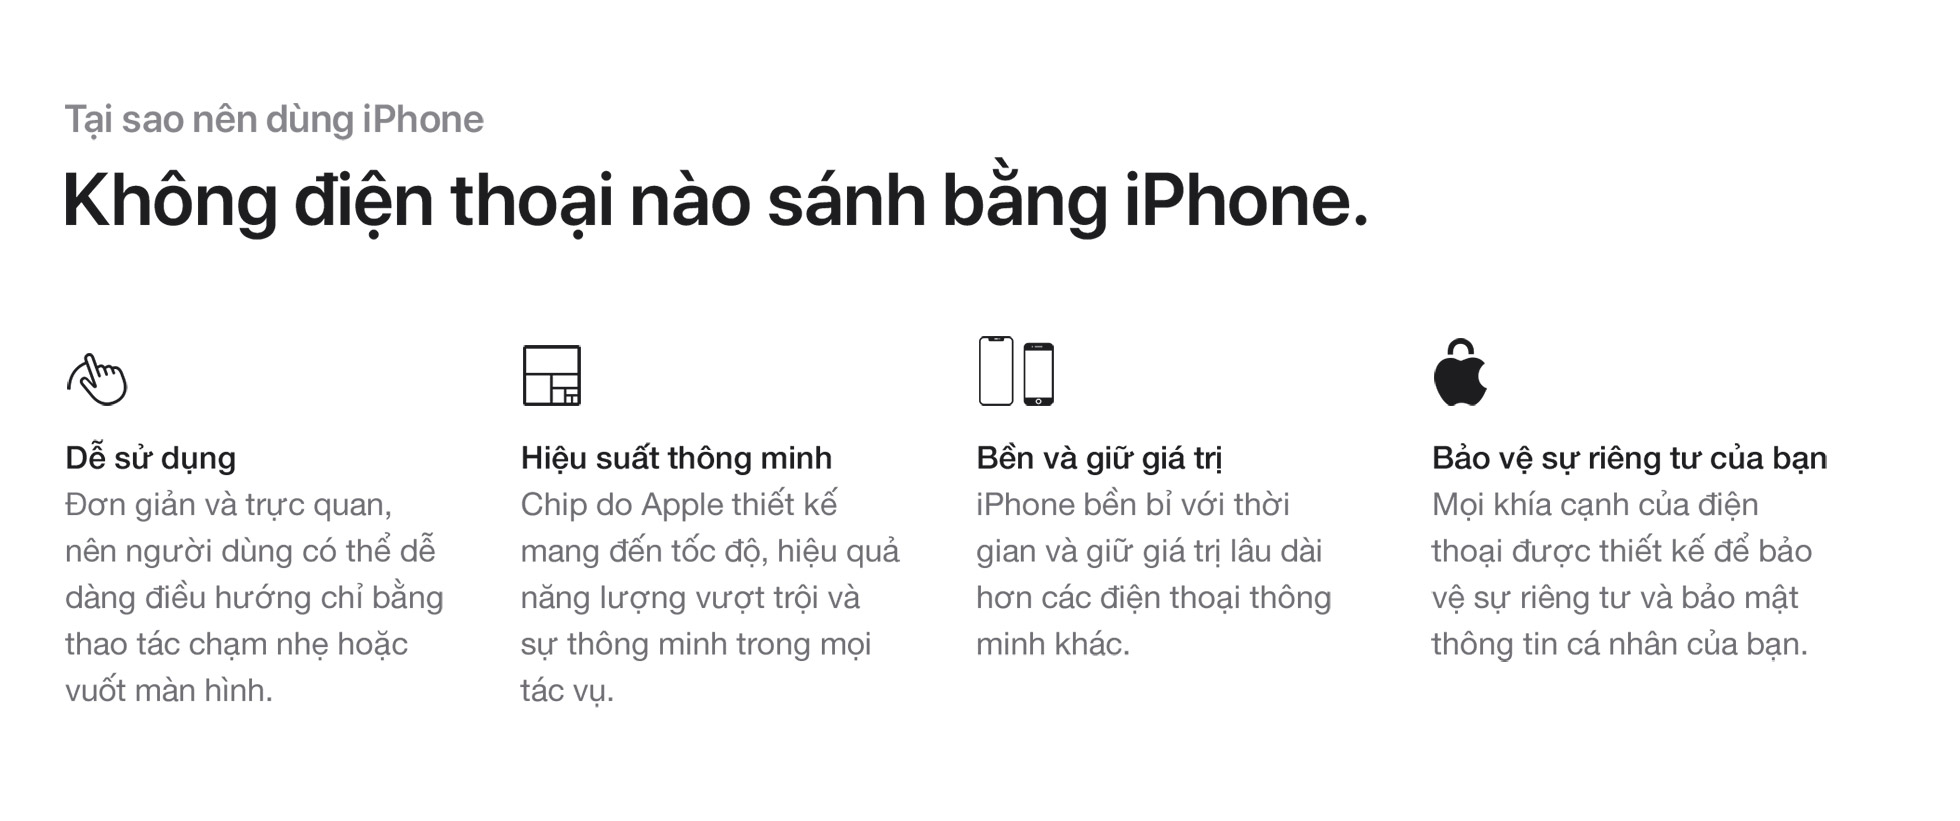 Tại sao nên dùng iPhone
Không điện thoại nào sánh bằng iPhone.
Dễ sử dụng
Đơn giản và trực quan,
nên người dùng có thể dễ
dàng điều hướng chỉ bằng
thao tác chạm nhẹ hoặc
vuốt màn hình.
Hiệu suất thông minh
Chip do Apple thiết kế
mang đến tốc độ, hiệu quả
năng lượng vượt trội và
sự thông minh trong mọi
tác vụ.
Bền và giữ giá trị
iPhone bền bỉ với thời
gian và giữ giá trị lâu dài
hơn các điện thoại thông
minh khác.
Bảo vệ sự riêng tư của bạn
Mọi khía cạnh của điện
thoại được thiết kế để bảo
vệ sự riêng tư và bảo mật
thông tin cá nhân của bạn.